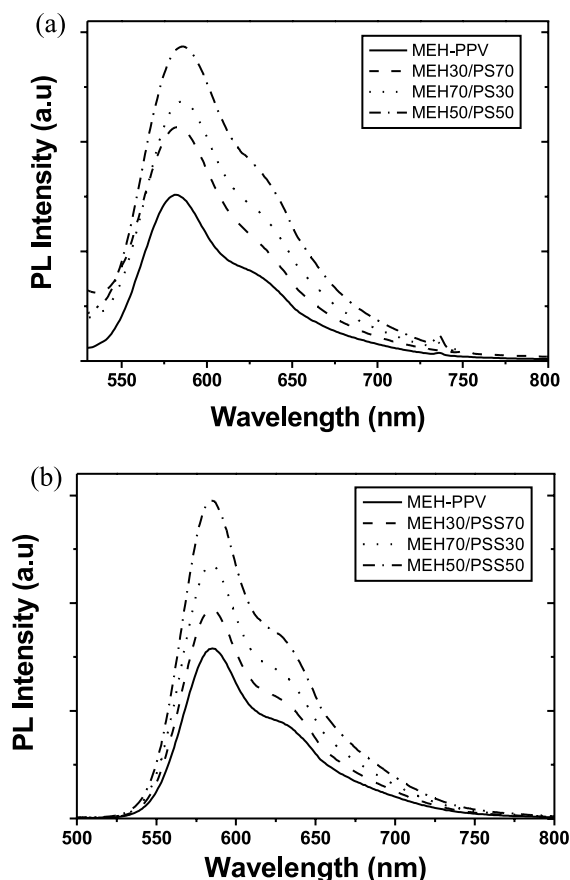 (a)
MEH-PPV
MEH30/PS70
MEH70/PS30
MEH50/PS50
PL Intensity (a.u)
550 600 650 700 750 800
Wavelength (nm)
(b)
MEH-PPV
MEH30/PSS70
MEH70/PSS30
MEH50/PSS50
PL Intensity (a.u)
500 550 600 650 700 750 800
Wavelength (nm)